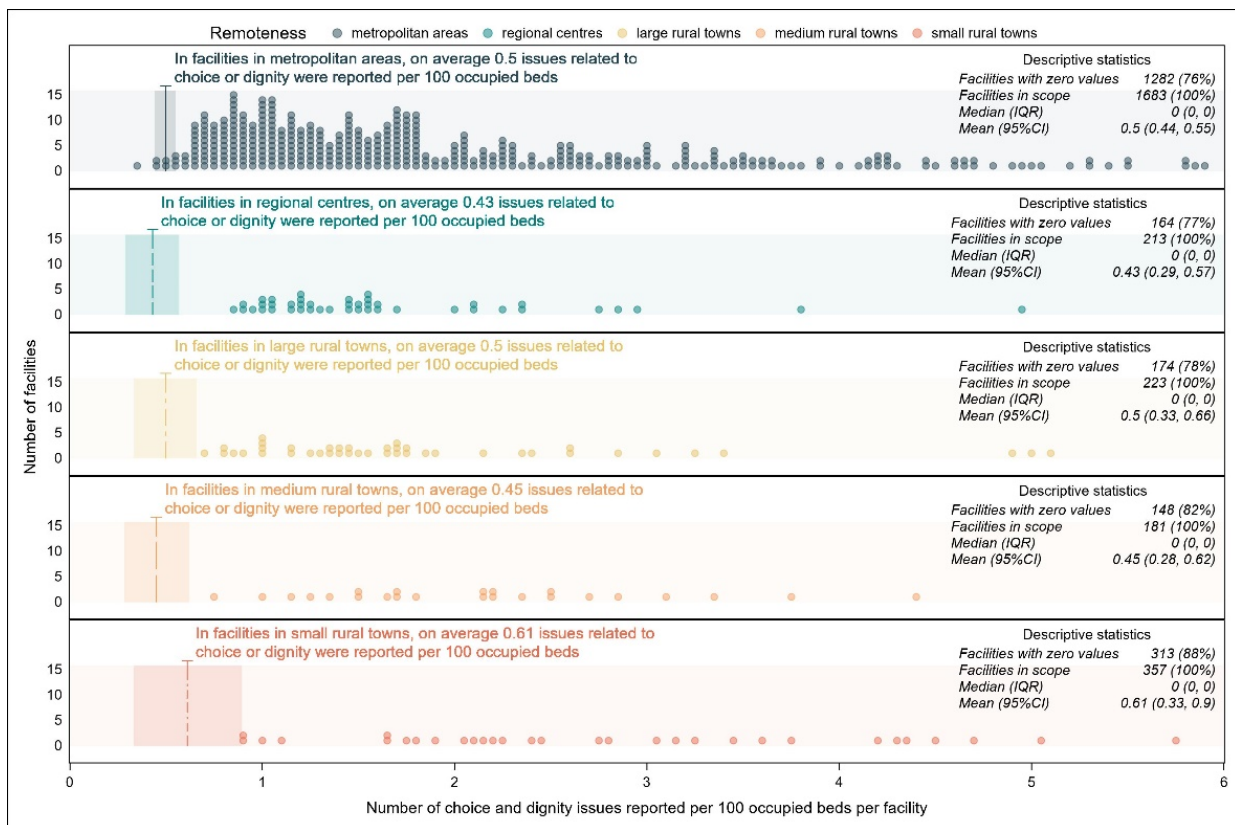 Remoteness metropolitan areas regional centres large rural towns medium rural towns small rural towns
In facilities in metropolitan areas, on average 0.5 issues related to
choice or dignity were reported per 100 occupied beds
Descriptive statistics
Facilities with zero values 1282 (76%)
Facilities in scope 1683 (100%)
Median (IQR) 0 (0, 0)
Mean (95%CI) 0.5 (0.44, 0.55)
15
10
5
0
In facilities in regional centres, on average 0.43 issues related to
choice or dignity were reported per 100 occupied beds
Descriptive statistics
Facilities with zero values 164 (77%)
Facilities in scope 213 (100%)
Median (IQR) 0 (0, 0)
Mean (95%CI) 0.43 (0.29, 0.57)
15
10
5
0
In facilities in large rural towns, on average 0.5 issues related to
choice or dignity were reported per 100 occupied beds
Descriptive statistics
Facilities with zero values 174 (78%)
Facilities in scope 223 (100%)
Median (IQR) 0 (0, 0)
Mean (95%CI) 0.5 (0.33, 0.66)
15
10
5
0
Number of facilities
In facilities in medium rural towns, on average 0.45 issues related to
choice or dignity were reported per 100 occupied beds
Descriptive statistics
Facilities with zero values 148 (82%)
Facilities in scope 181 (100%)
Median (IQR) 0 (0, 0)
Mean (95%CI) 0.45 (0.28, 0.62)
15
10
5
0
In facilities in small rural towns, on average 0.61 issues related to
choice or dignity were reported per 100 occupied beds
Descriptive statistics
Facilities with zero values 313 (88%)
Facilities in scope 357 (100%)
Median (IQR) 0 (0, 0)
Mean (95%CI) 0.61 (0.33, 0.9)
15
10
5
0
0 1 2 3 4 5 6
Number of choice and dignity issues reported per 100 occupied beds per facility